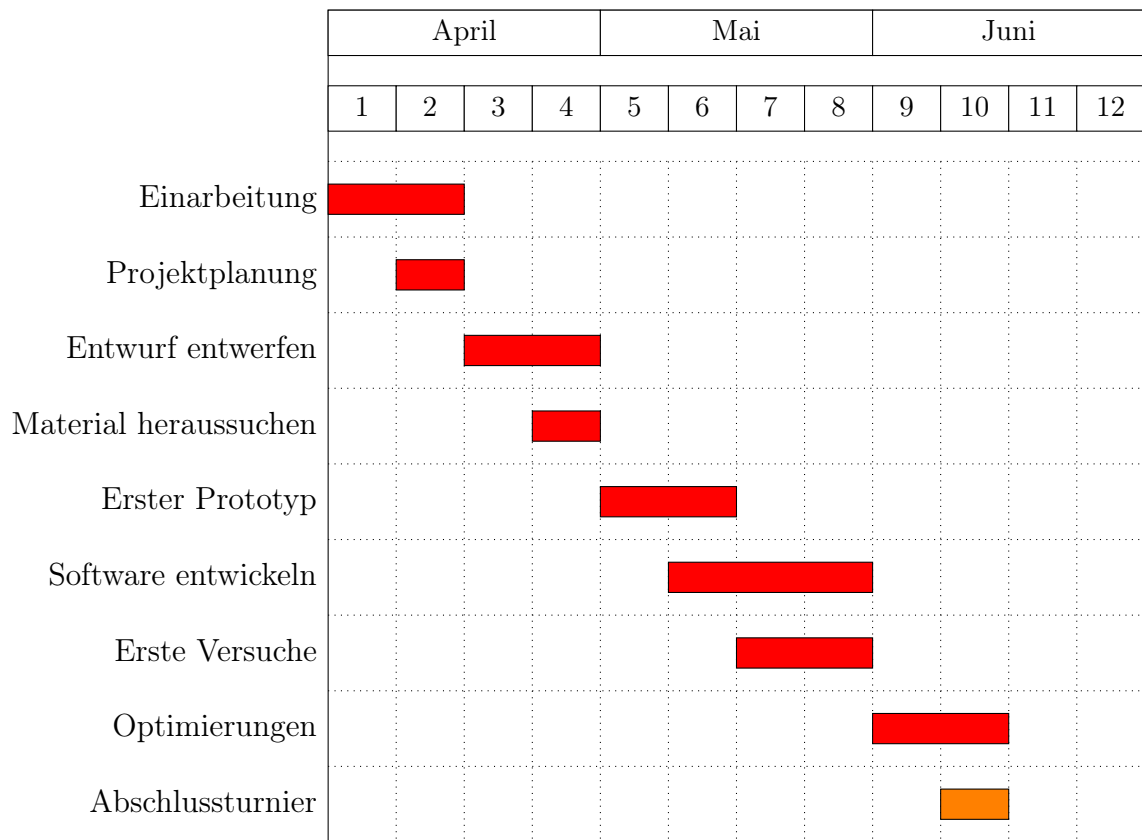 April Mai Juni
1 2 3 4 5 6 7 8 9 10 11 12
Einarbeitung
Projektplanung
Entwurf entwerfen
Material heraussuchen
Erster Prototyp
Software entwickeln
Erste Versuche
Optimierungen
Abschlussturnier